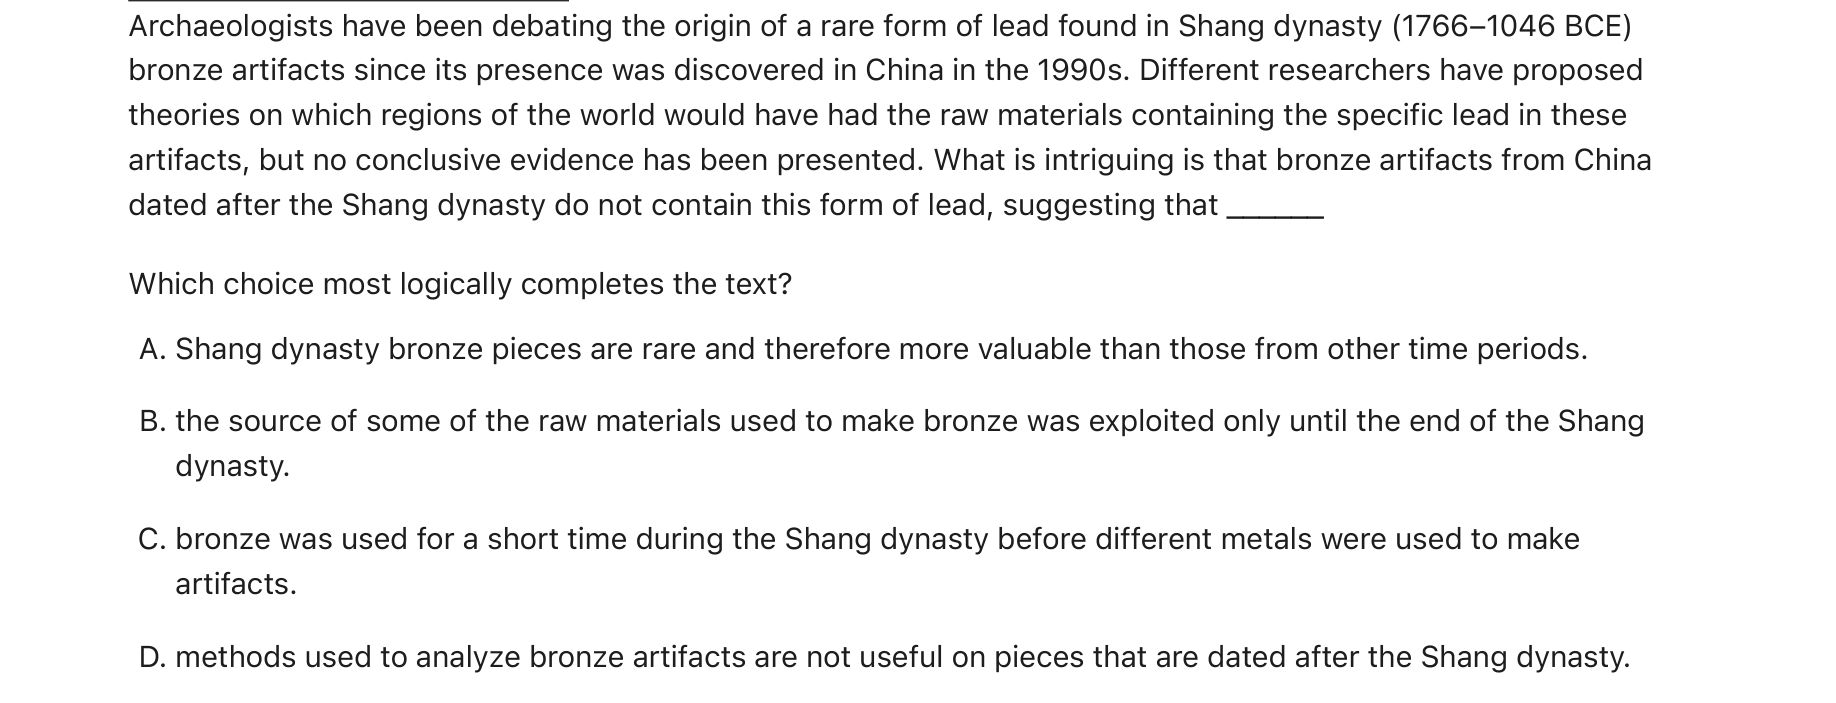 Archaeologists have been debating the origin of a rare form of lead found in Shang dynasty (1766–1046 BCE)
bronze artifacts since its presence was discovered in China in the 1990s. Different researchers have proposed
theories on which regions of the world would have had the raw materials containing the specific lead in these
artifacts, but no conclusive evidence has been presented. What is intriguing is that bronze artifacts from China
dated after the Shang dynasty do not contain this form of lead, suggesting that ______
Which choice most logically completes the text?
A. Shang dynasty bronze pieces are rare and therefore more valuable than those from other time periods.
B. the source of some of the raw materials used to make bronze was exploited only until the end of the Shang
dynasty.
C. bronze was used for a short time during the Shang dynasty before different metals were used to make
artifacts.
D. methods used to analyze bronze artifacts are not useful on pieces that are dated after the Shang dynasty.